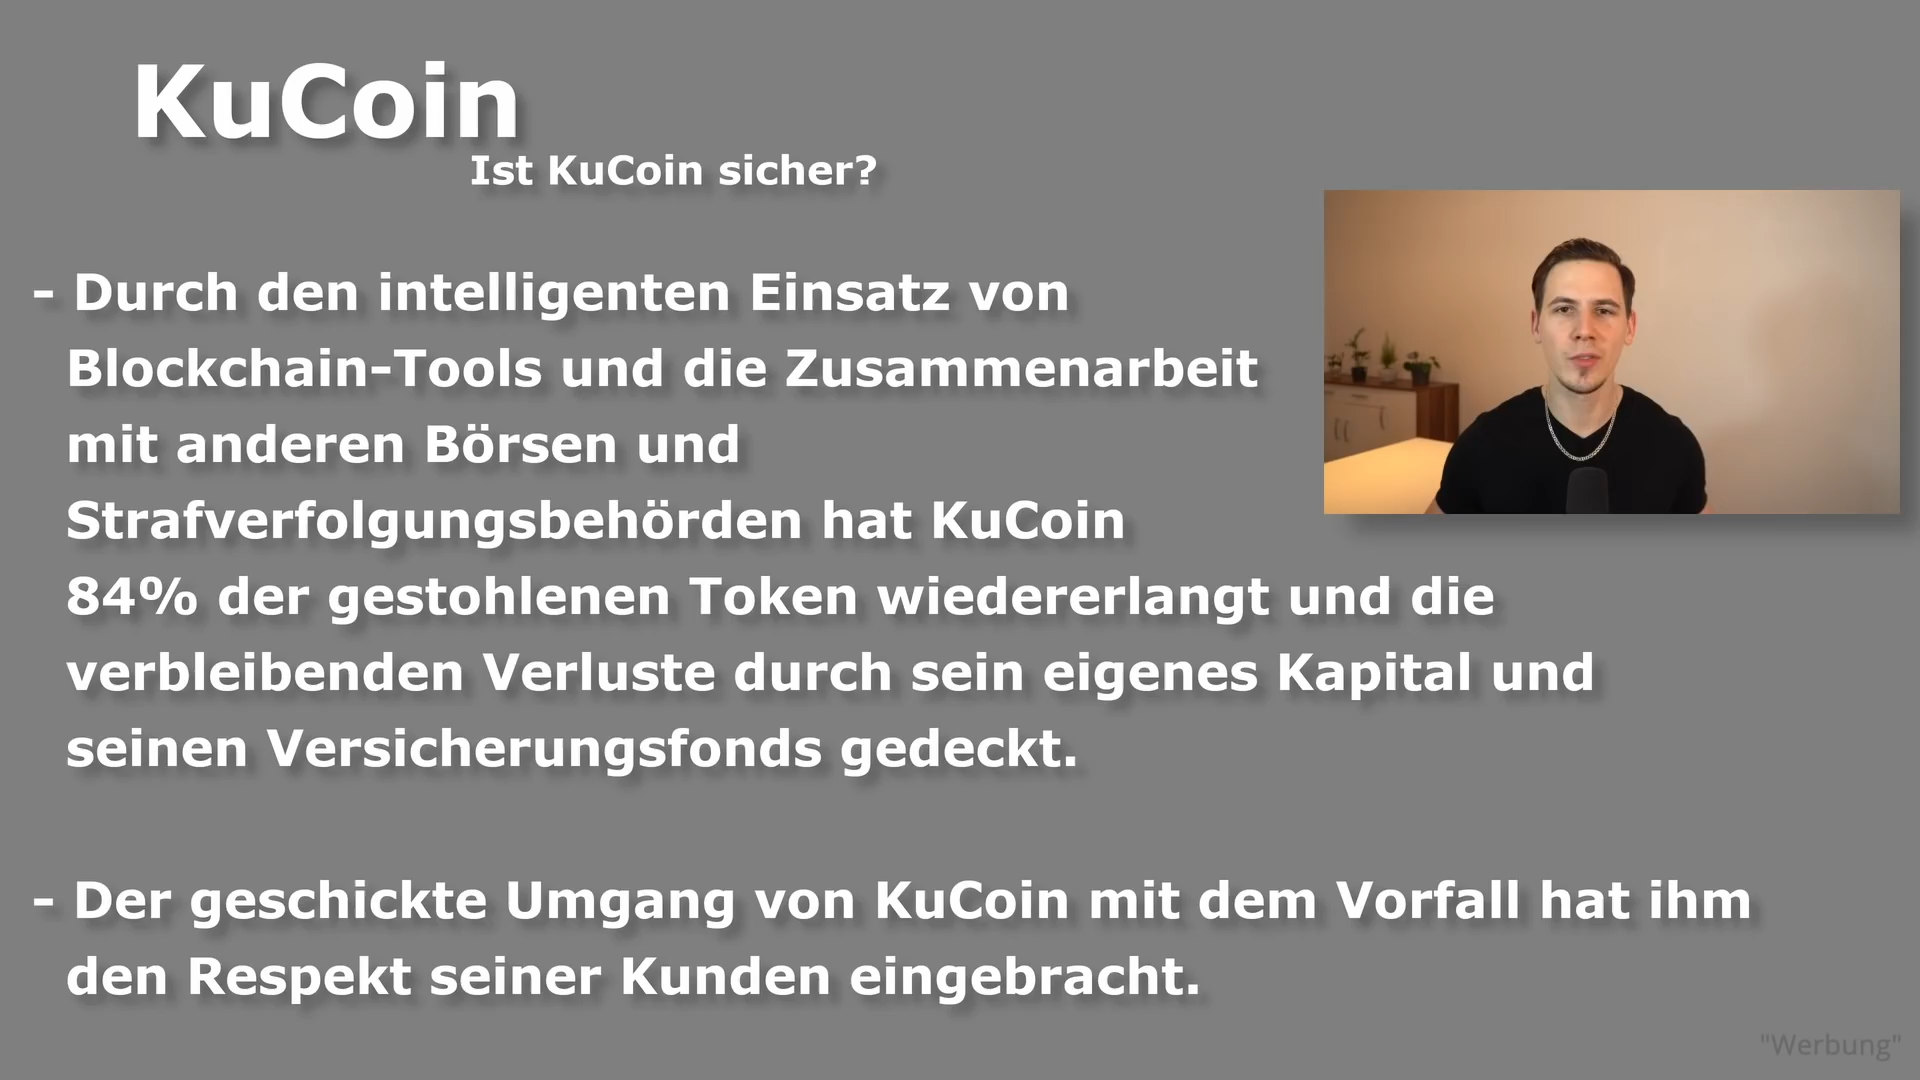 KuCoin
Ist KuCoin sicher?
- Durch den intelligenten Einsatz von
Blockchain-Tools und die Zusammenarbeit
mit anderen Börsen und
Strafverfolgungsbehörden hat KuCoin
84% der gestohlenen Token wiedererlangt und die
verbleibenden Verluste durch sein eigenes Kapital und
seinen Versicherungsfonds gedeckt.
- Der geschickte Umgang von KuCoin mit dem Vorfall hat ihm
den Respekt seiner Kunden eingebracht.
"Werbung"